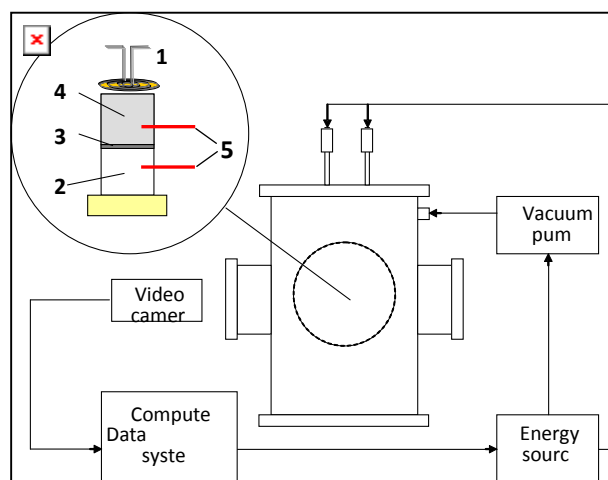 1
4
3
5
2
Vacuum
pum
Video
camer
Compute
Data
syste
Energy
sourc